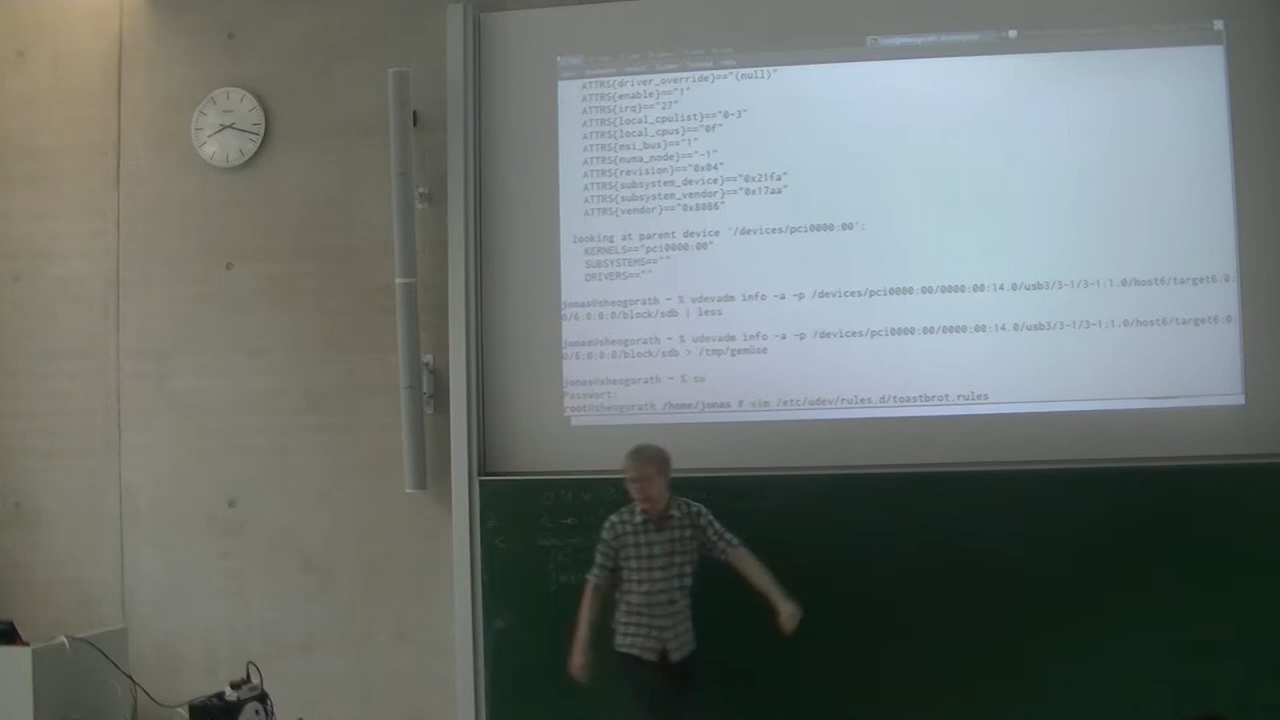 ATTRS{driver_override}=="(null)"
ATTRS{enable}=="1"
ATTRS{irq}=="27"
ATTRS{local_cpulist}=="0-3"
ATTRS{local_cpus}=="0f"
ATTRS{msi_bus}=="1"
ATTRS{numa_node}=="-1"
ATTRS{revision}=="0x04"
ATTRS{subsystem_device}=="0x21fa"
ATTRS{subsystem_vendor}=="0x17aa"
ATTRS{vendor}=="0x8086"
looking at parent device '/devices/pci0000:00':
KERNELS=="pci0000:00"
SUBSYSTEMS==""
DRIVERS==""
jonas@sheogorath ~ % udevadm info -a -p /devices/pci0000:00/0000:00:14.0/usb3/3-1/3-1:1.0/host6/target6:0:
0/6:0:0:0/block/sdb | less
jonas@sheogorath ~ % udevadm info -a -p /devices/pci0000:00/0000:00:14.0/usb3/3-1/3-1:1.0/host6/target6:0:
0/6:0:0:0/block/sdb > /tmp/gemüse
jonas@sheogorath ~ % su
Passwort:
root@sheogorath /home/jonas # vim /etc/udev/rules.d/toastbrot.rules